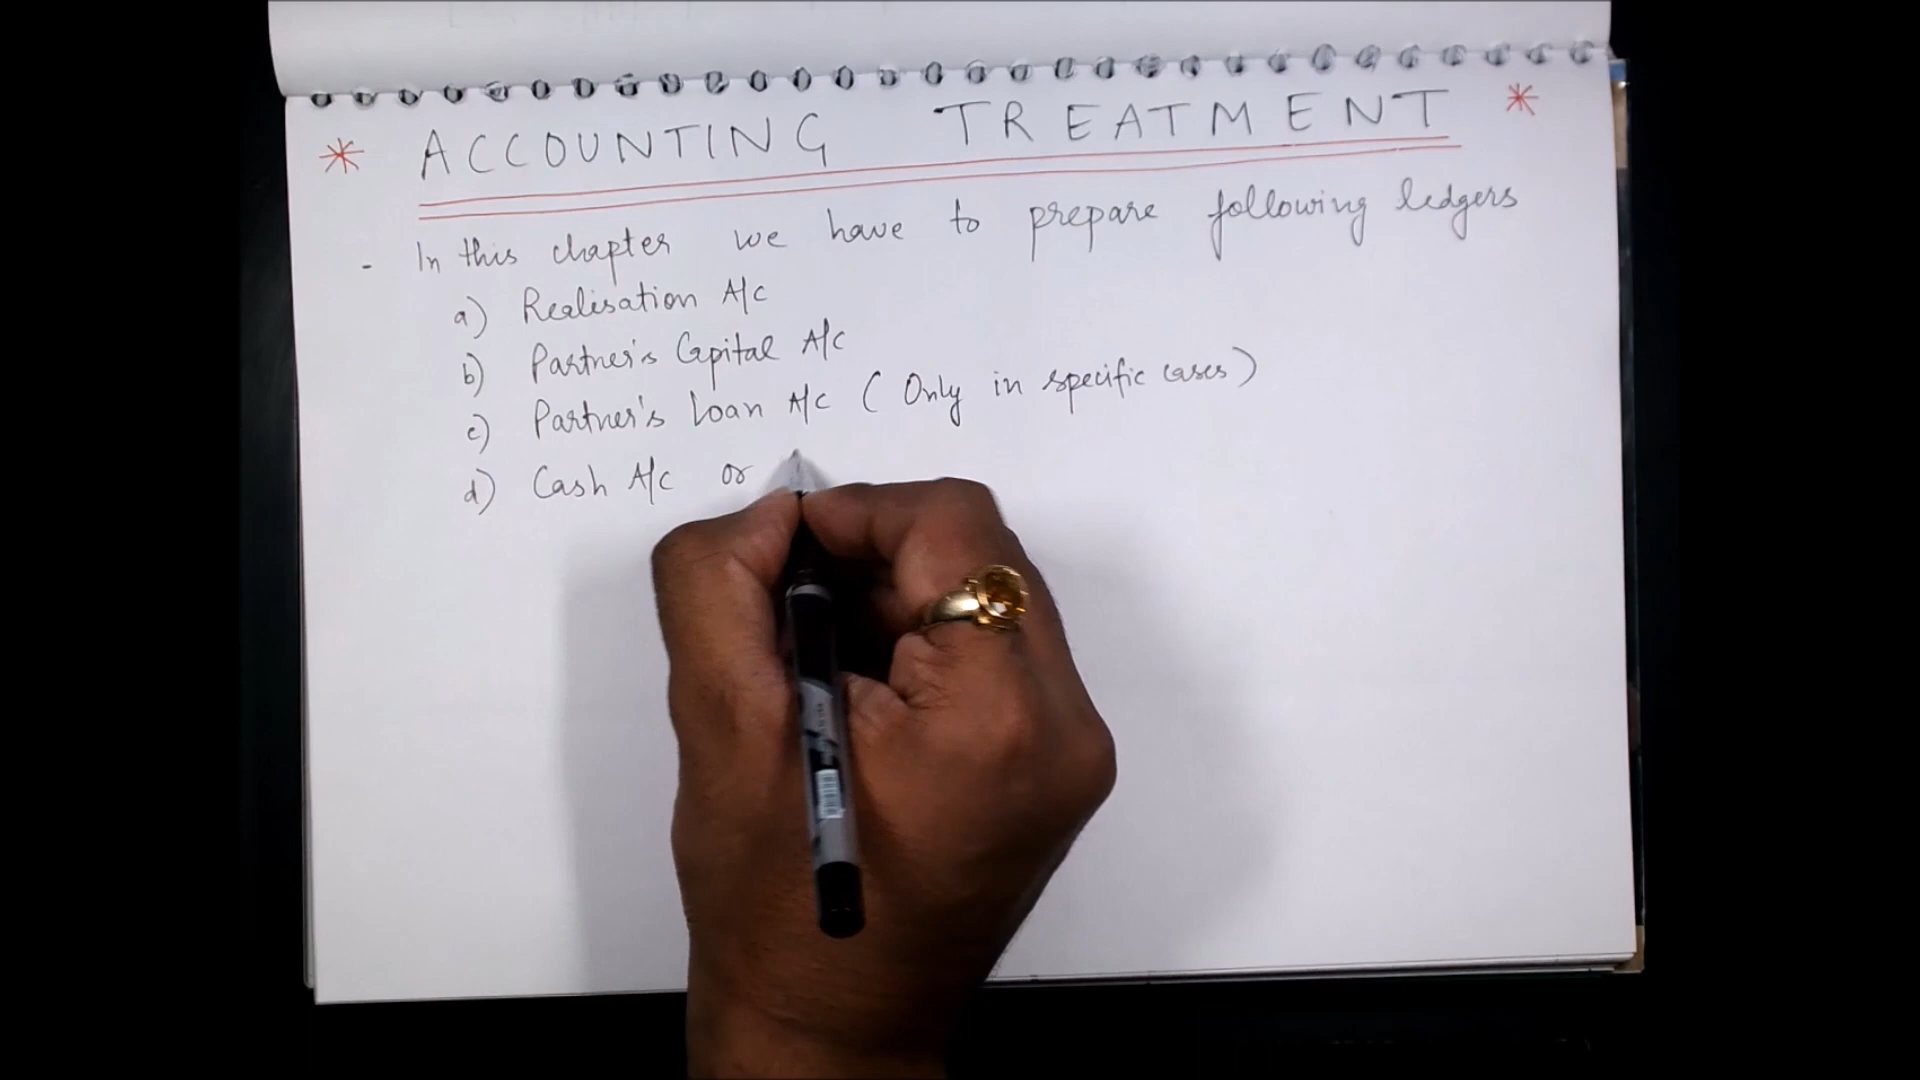 * ACCOUNTING TREATMENT *
- In this chapter we have to prepare following ledgers
a) Realisation A/c
b) Partner's Capital A/c
c) Partner's Loan A/c ( Only in specific cases )
d) Cash A/c or